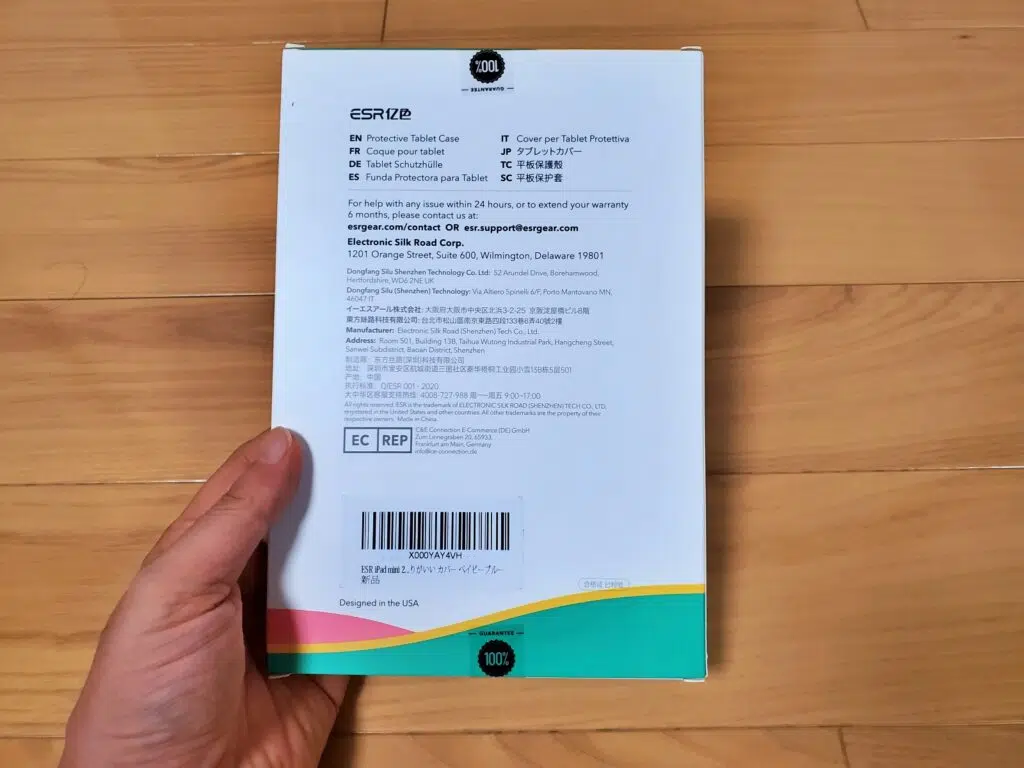 100%
GUARANTEE
ESR亿色
EN Protective Tablet Case
FR Coque pour tablet
DE Tablet Schutzhülle
ES Funda Protectora para Tablet
IT Cover per Tablet Protettiva
JP タブレットカバー
TC 平板保護殼
SC 平板保护套
For help with any issue within 24 hours, or to extend your warranty
6 months, please contact us at:
esrgear.com/contact OR esr.support@esrgear.com
Electronic Silk Road Corp.
1201 Orange Street, Suite 600, Wilmington, Delaware 19801
Dongfang Silu Shenzhen Technology Co. Ltd: 52 Arundel Drive, Borehamwood,
Hertfordshire, WD6 2NE UK
Dongfang Silu (Shenzhen) Technology: Via Altiero Spinelli 6/F, Porto Mantovano MN,
46047 IT
イーエスアール株式会社: 大阪府大阪市中央区北浜3-2-25 京阪淀屋橋ビル8階
東方絲路科技有限公司: 台北市松山區南京東路四段133巷6弄40號2樓
Manufacturer: Electronic Silk Road (Shenzhen) Tech Co., Ltd.
Address: Room 501, Building 13B, Taihua Wutong Industrial Park, Hangcheng Street,
Sanwei Subdistrict, Baoan District, Shenzhen
制造商: 东方丝路(深圳)科技有限公司
地址: 深圳市宝安区航城街道三围社区泰华梧桐工业园小雪15B栋5层501
产地: 中国
执行标准: Q/ESR 001 - 2020
大中华区客服支持热线: 4008-727-988 周一—周五 9:00-17:00
All rights reserved. ESR is the trademark of ELECTRONIC SILK ROAD (SHENZHEN) TECH CO., LTD,
registered in the United States and other countries. All other trademarks are the property of their
respective owners. Made in China.
EC REP
C&E Connection E-Commerce (DE) GmbH
Zum Linnegraben 20, 65933,
Frankfurt am Main, Germany
info@ce-connection.de
X000YAY4VH
ESR iPad mini 2...りがいい カバー ベイビーブルー
新品
Designed in the USA
GUARANTEE
100%